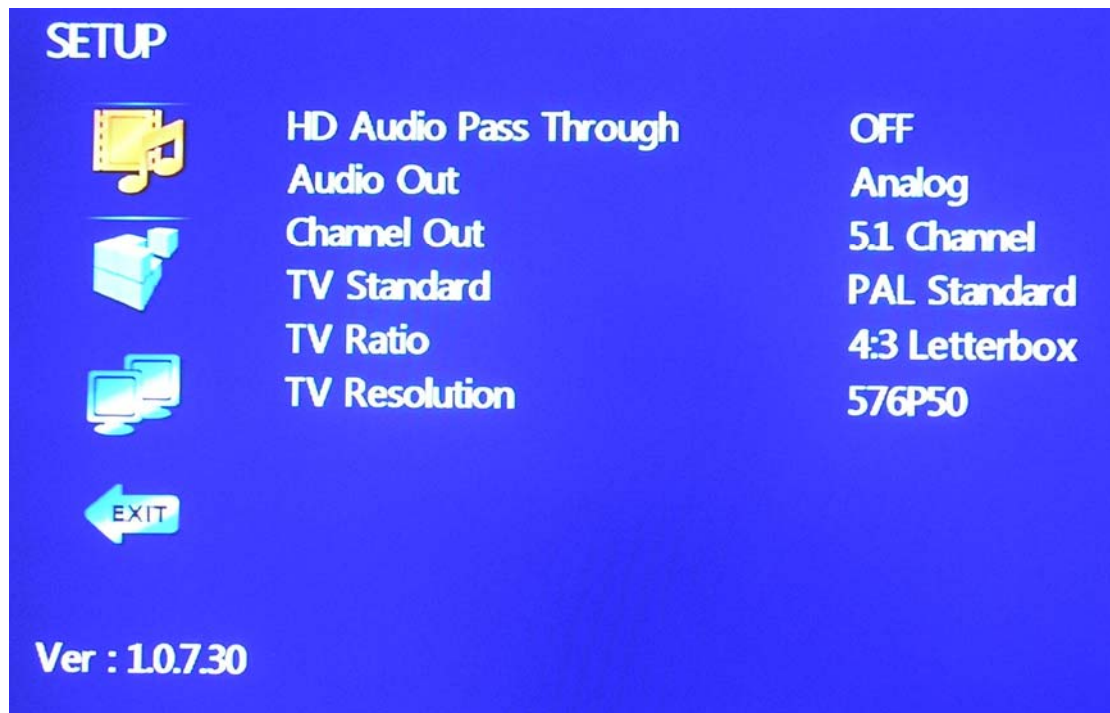 SETUP
HD Audio Pass Through OFF
Audio Out Analog
Channel Out 5.1 Channel
TV Standard PAL Standard
TV Ratio 4:3 Letterbox
TV Resolution 576P50
EXIT
Ver : 1.0.7.30